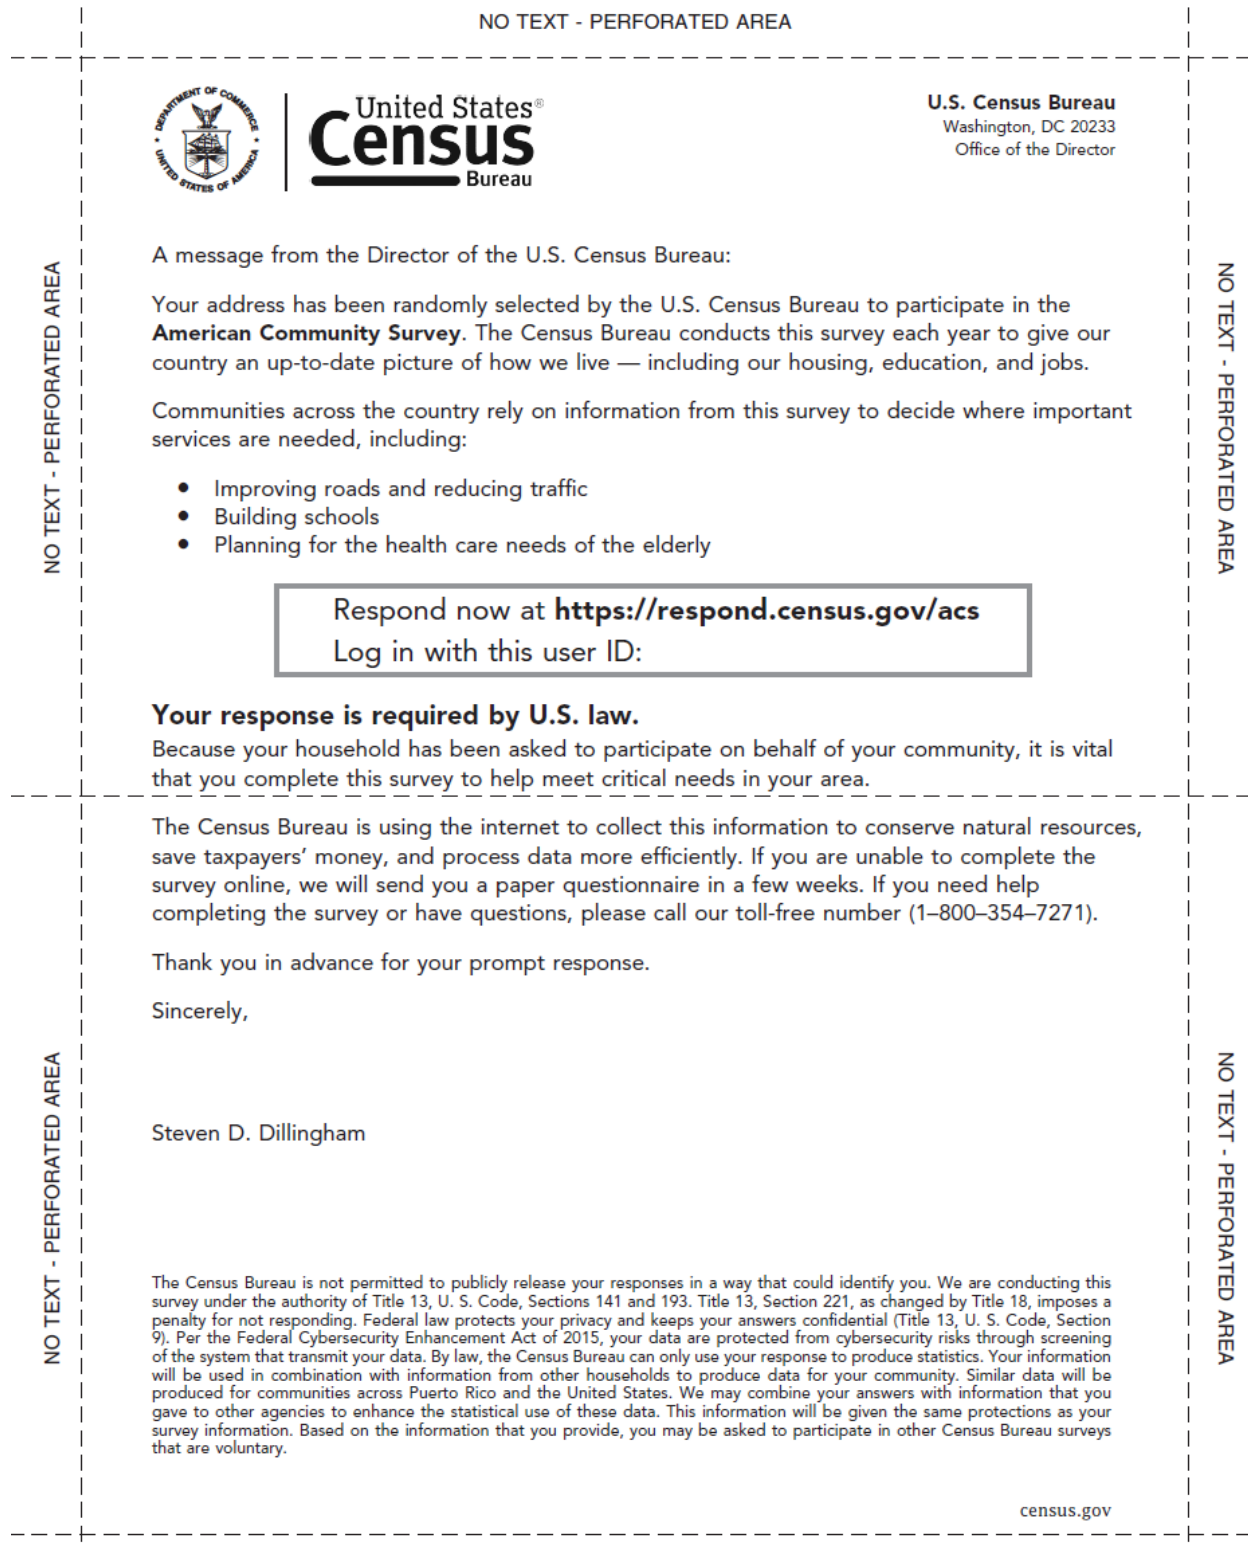 NO TEXT - PERFORATED AREA
DEPARTMENT OF COMMERCE
UNITED STATES OF AMERICA
United States®
Census
Bureau
U.S. Census Bureau
Washington, DC 20233
Office of the Director
NO TEXT - PERFORATED AREA
NO TEXT - PERFORATED AREA
A message from the Director of the U.S. Census Bureau:
Your address has been randomly selected by the U.S. Census Bureau to participate in the
American Community Survey. The Census Bureau conducts this survey each year to give our
country an up-to-date picture of how we live — including our housing, education, and jobs.
Communities across the country rely on information from this survey to decide where important
services are needed, including:
• Improving roads and reducing traffic
• Building schools
• Planning for the health care needs of the elderly
Respond now at https://respond.census.gov/acs
Log in with this user ID:
Your response is required by U.S. law.
Because your household has been asked to participate on behalf of your community, it is vital
that you complete this survey to help meet critical needs in your area.
The Census Bureau is using the internet to collect this information to conserve natural resources,
save taxpayers’ money, and process data more efficiently. If you are unable to complete the
survey online, we will send you a paper questionnaire in a few weeks. If you need help
completing the survey or have questions, please call our toll-free number (1–800–354–7271).
Thank you in advance for your prompt response.
Sincerely,
NO TEXT - PERFORATED AREA
NO TEXT - PERFORATED AREA
Steven D. Dillingham
The Census Bureau is not permitted to publicly release your responses in a way that could identify you. We are conducting this
survey under the authority of Title 13, U. S. Code, Sections 141 and 193. Title 13, Section 221, as changed by Title 18, imposes a
penalty for not responding. Federal law protects your privacy and keeps your answers confidential (Title 13, U. S. Code, Section
9). Per the Federal Cybersecurity Enhancement Act of 2015, your data are protected from cybersecurity risks through screening
of the system that transmit your data. By law, the Census Bureau can only use your response to produce statistics. Your information
will be used in combination with information from other households to produce data for your community. Similar data will be
produced for communities across Puerto Rico and the United States. We may combine your answers with information that you
gave to other agencies to enhance the statistical use of these data. This information will be given the same protections as your
survey information. Based on the information that you provide, you may be asked to participate in other Census Bureau surveys
that are voluntary.
census.gov